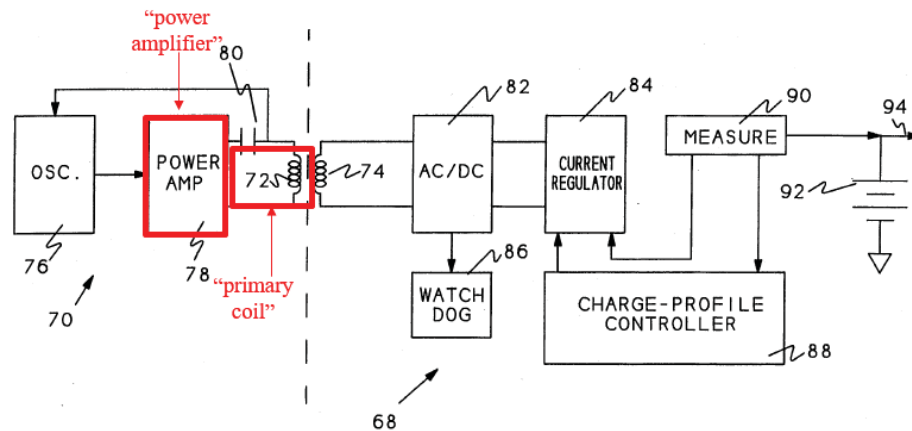 “power
amplifier”
80
82
84
90
94
MEASURE
OSC.
POWER
AMP
72
74
AC/DC
CURRENT
REGULATOR
92
76
78
86
“primary
coil”
WATCH
DOG
CHARGE-PROFILE
CONTROLLER
70
88
68